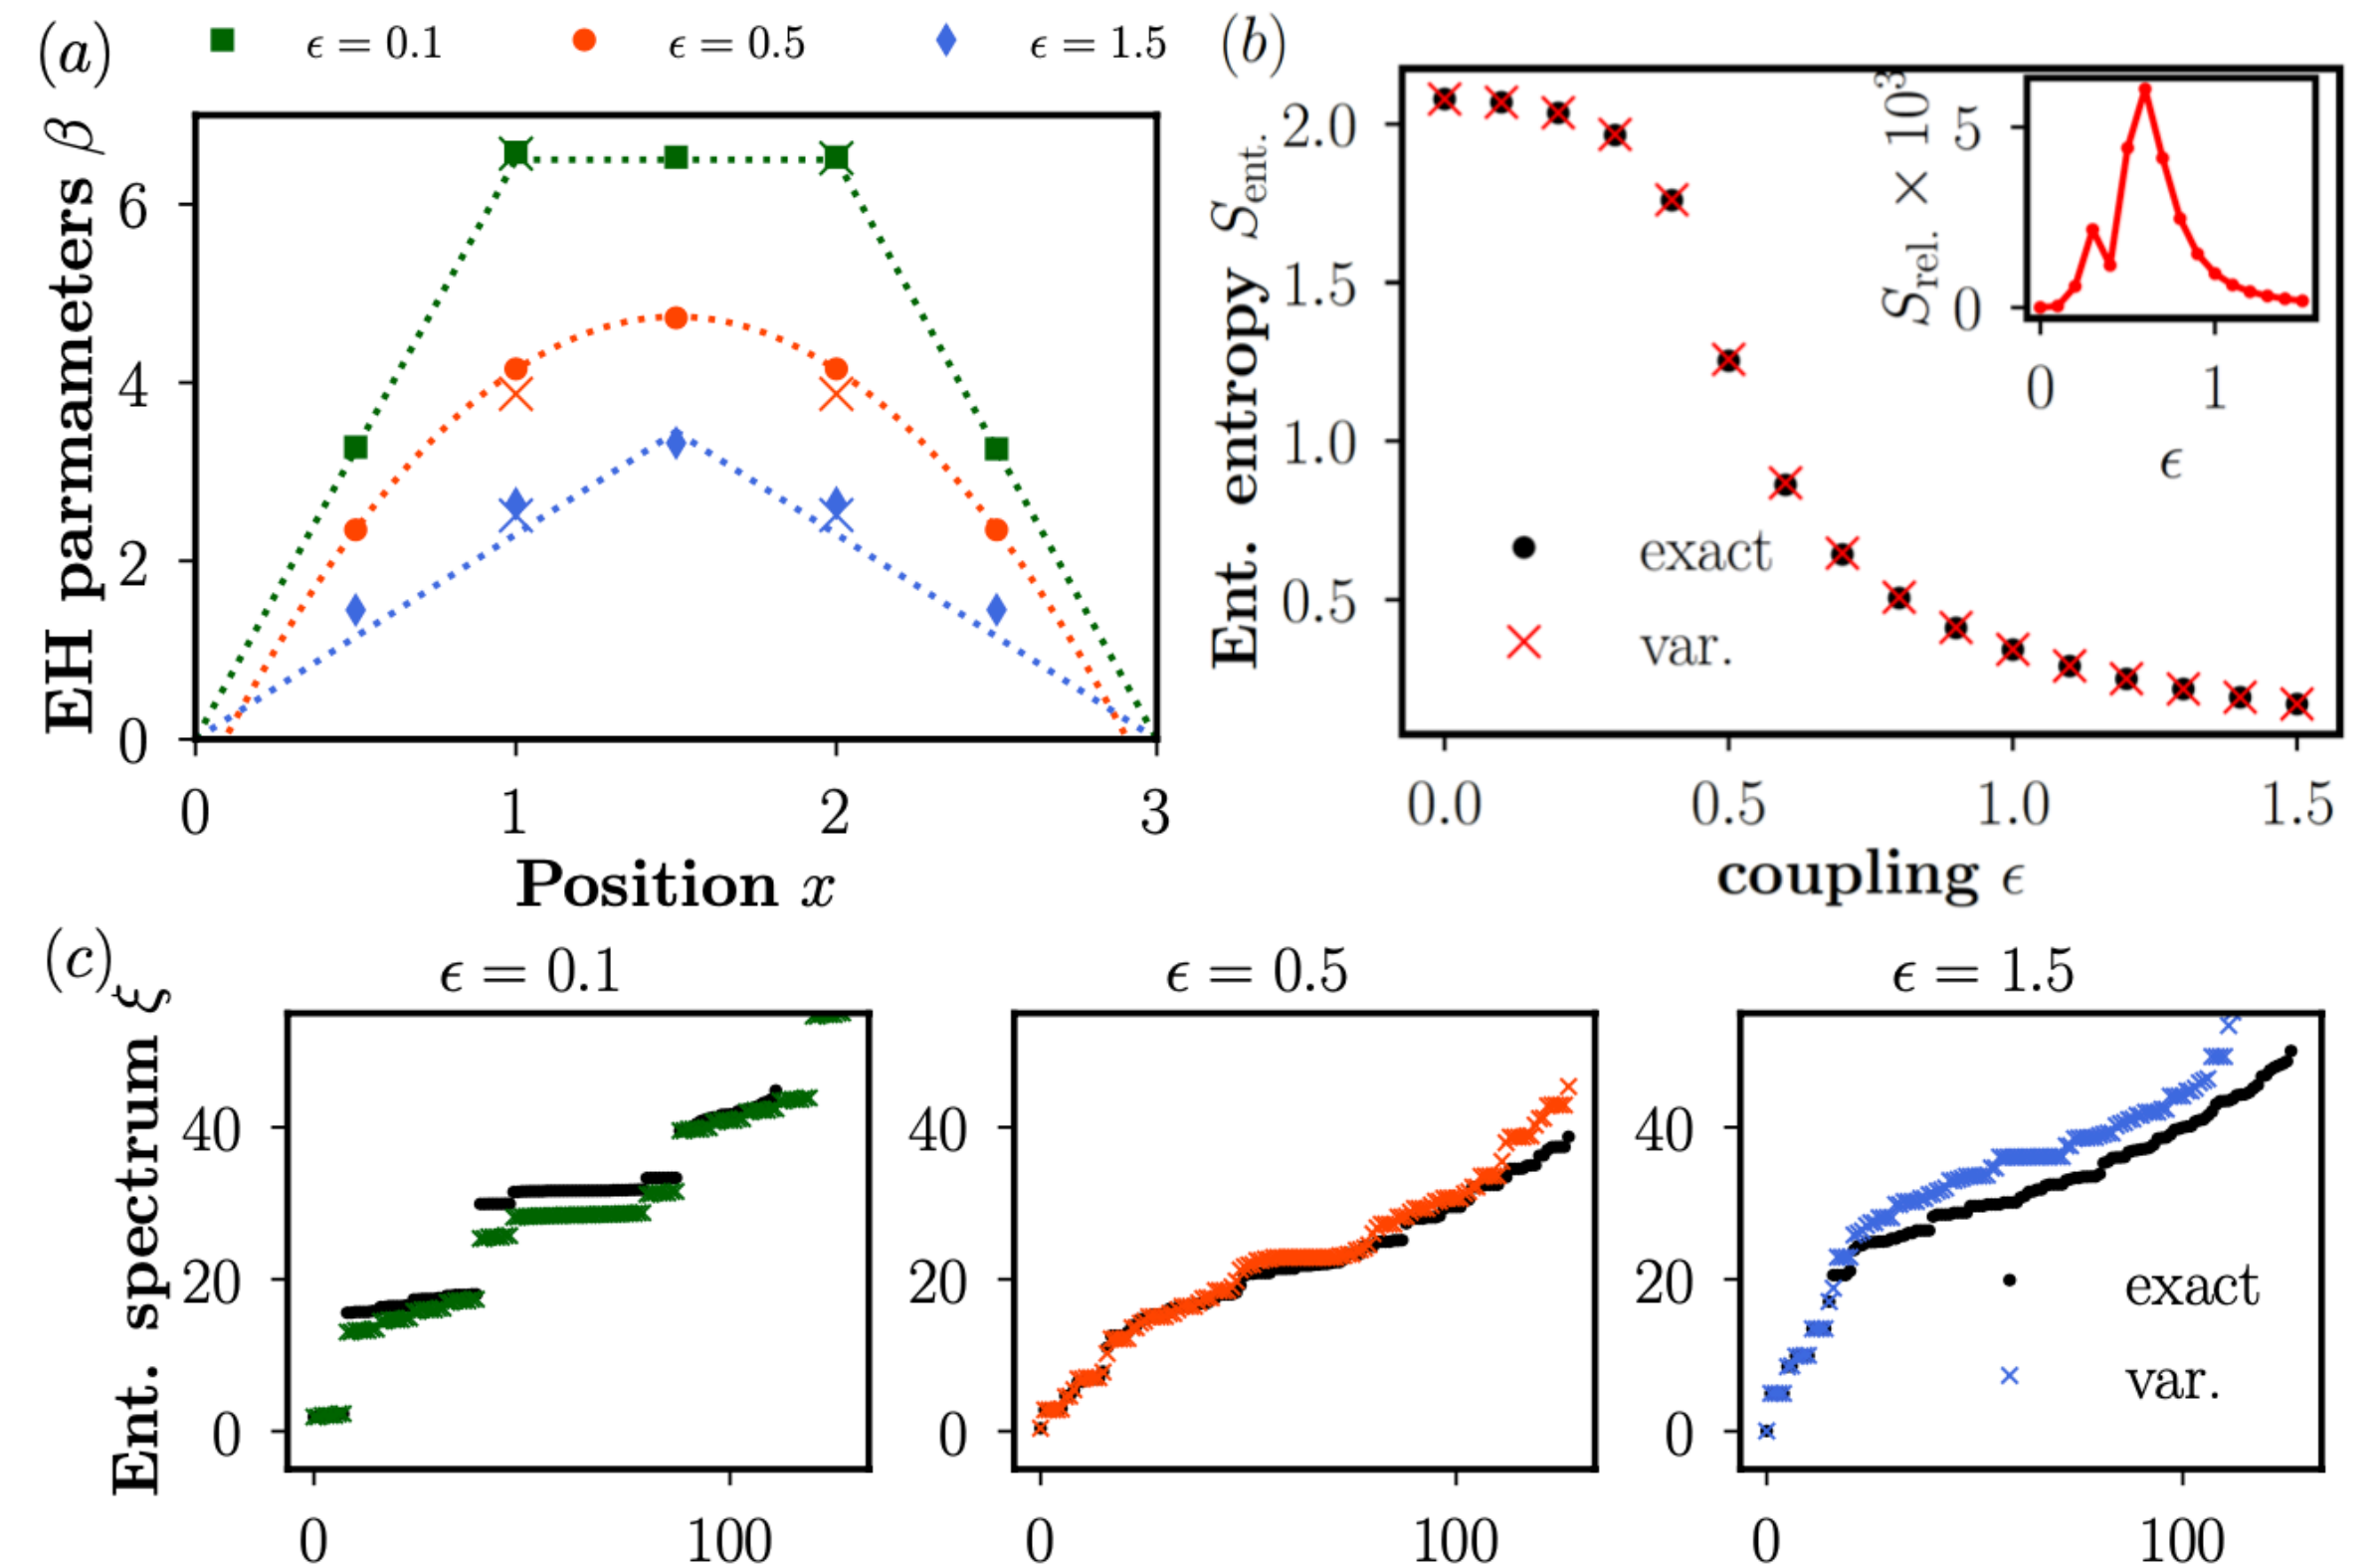 (a) ϵ = 0.1 ϵ = 0.5 ϵ = 1.5
EH parmameters β
6
4
2
0
0 1 2 3
Position x
(b)
Ent. entropy S_ent.
2.0
1.5
1.0
0.5
exact
var.
0.0 0.5 1.0 1.5
coupling ϵ
S_rel. × 10³
5
0
0 1
ϵ
(c)
Ent. spectrum ξ
ϵ = 0.1
40
20
0
0 100
ϵ = 0.5
40
20
0
0 100
ϵ = 1.5
40
20
0
exact
var.
0 100